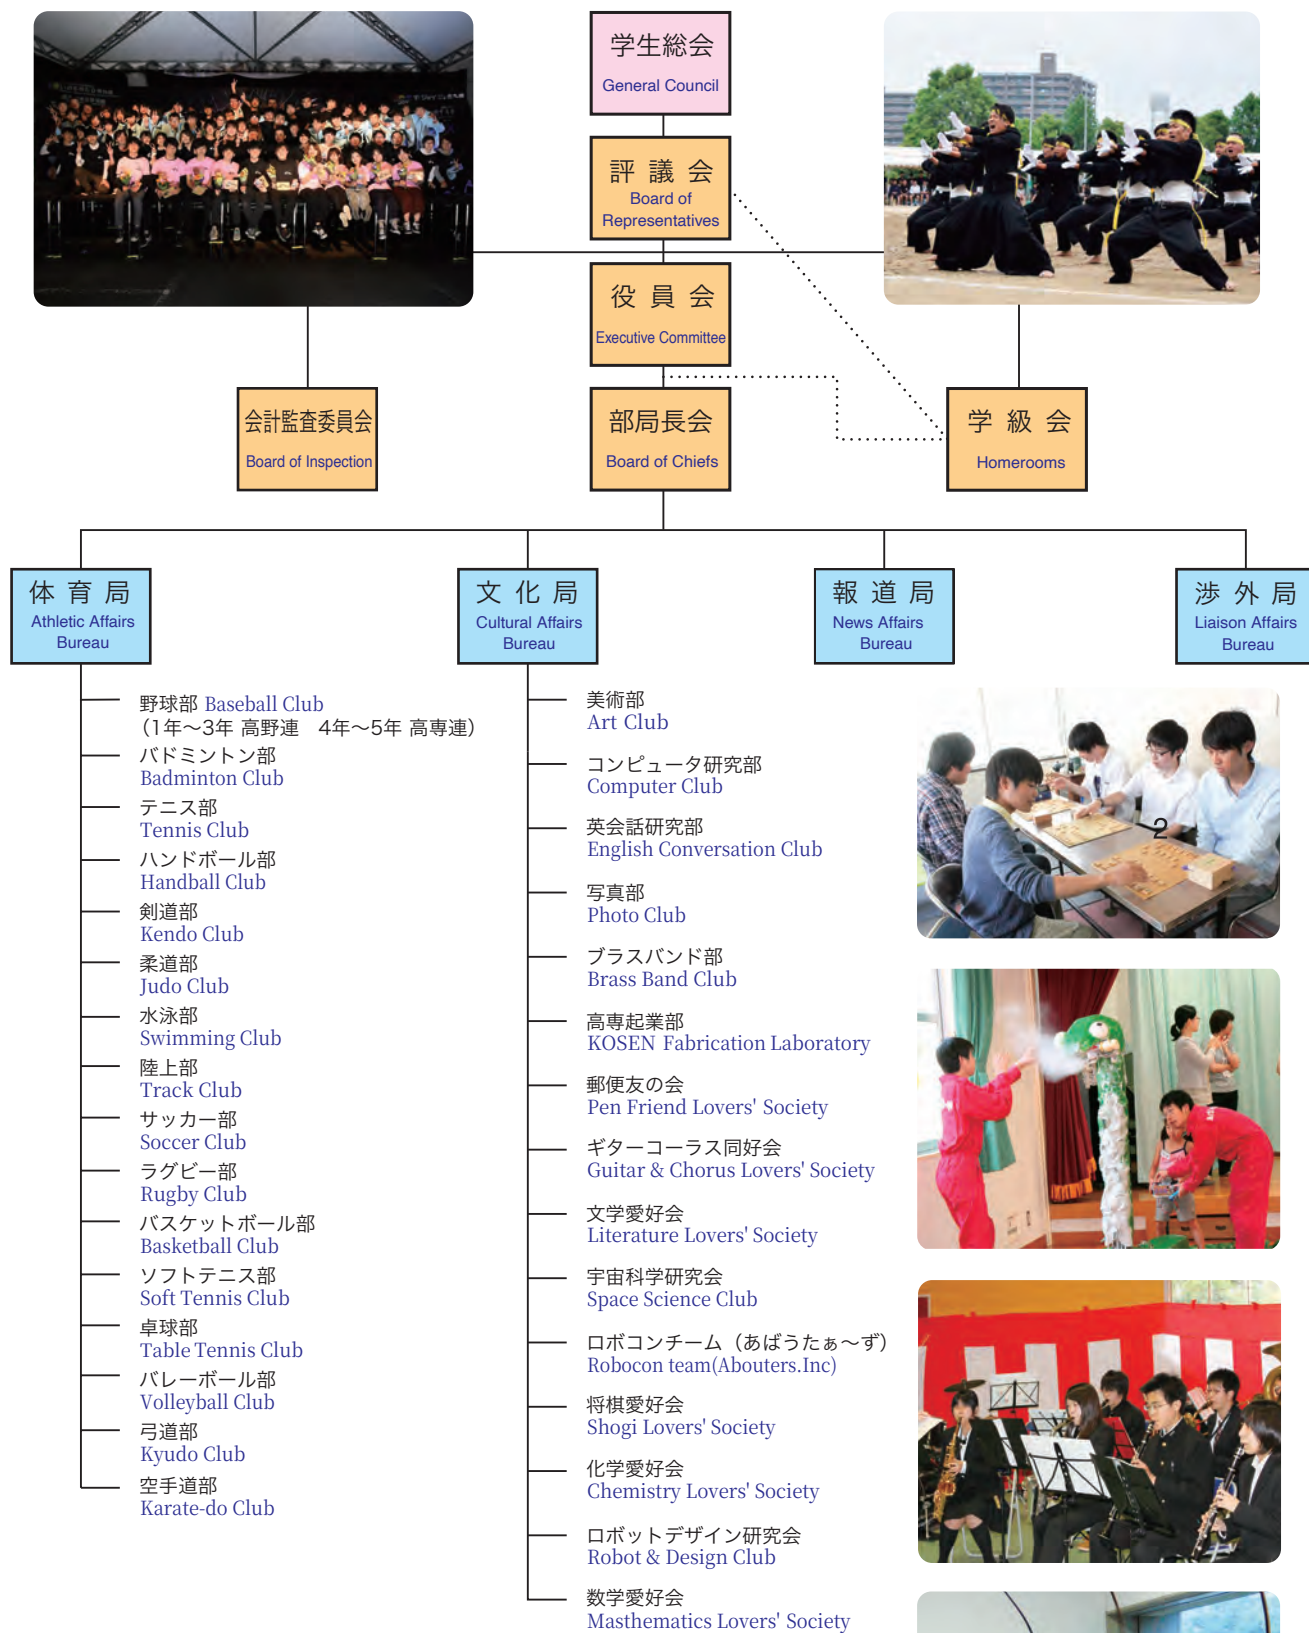 学生総会
General Council
評議会
Board of
Representatives
役員会
Executive Committee
会計監査委員会
Board of Inspection
部局長会
Board of Chiefs
学級会
Homerooms
体育局
Athletic Affairs
Bureau
文化局
Cultural Affairs
Bureau
報道局
News Affairs
Bureau
渉外局
Liaison Affairs
Bureau
野球部 Baseball Club
(1年～3年 高野連　4年～5年 高専連)
バドミントン部
Badminton Club
テニス部
Tennis Club
ハンドボール部
Handball Club
剣道部
Kendo Club
柔道部
Judo Club
水泳部
Swimming Club
陸上部
Track Club
サッカー部
Soccer Club
ラグビー部
Rugby Club
バスケットボール部
Basketball Club
ソフトテニス部
Soft Tennis Club
卓球部
Table Tennis Club
バレーボール部
Volleyball Club
弓道部
Kyudo Club
空手道部
Karate-do Club
美術部
Art Club
コンピュータ研究部
Computer Club
英会話研究部
English Conversation Club
写真部
Photo Club
ブラスバンド部
Brass Band Club
高専起業部
KOSEN Fabrication Laboratory
郵便友の会
Pen Friend Lovers' Society
ギターコーラス同好会
Guitar & Chorus Lovers' Society
文学愛好会
Literature Lovers' Society
宇宙科学研究会
Space Science Club
ロボコンチーム（あばうたぁ～ず）
Robocon team(Abouters.Inc)
将棋愛好会
Shogi Lovers' Society
化学愛好会
Chemistry Lovers' Society
ロボットデザイン研究会
Robot & Design Club
数学愛好会
Masthematics Lovers' Society
2